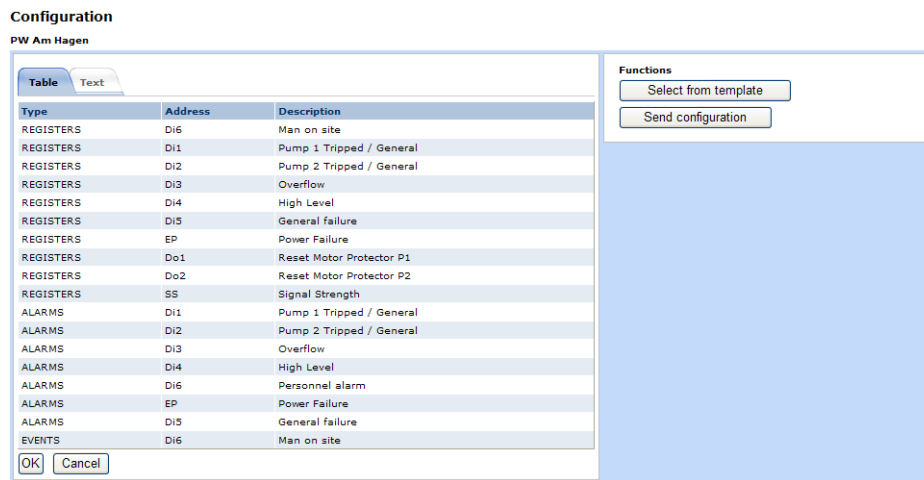 Configuration
PW Am Hagen
Table Text
Type Address Description
REGISTERS Di6 Man on site
REGISTERS Di1 Pump 1 Tripped / General
REGISTERS Di2 Pump 2 Tripped / General
REGISTERS Di3 Overflow
REGISTERS Di4 High Level
REGISTERS Di5 General failure
REGISTERS EP Power Failure
REGISTERS Do1 Reset Motor Protector P1
REGISTERS Do2 Reset Motor Protector P2
REGISTERS SS Signal Strength
ALARMS Di1 Pump 1 Tripped / General
ALARMS Di2 Pump 2 Tripped / General
ALARMS Di3 Overflow
ALARMS Di4 High Level
ALARMS Di6 Personnel alarm
ALARMS EP Power Failure
ALARMS Di5 General failure
EVENTS Di6 Man on site
OK Cancel
Functions
Select from template
Send configuration